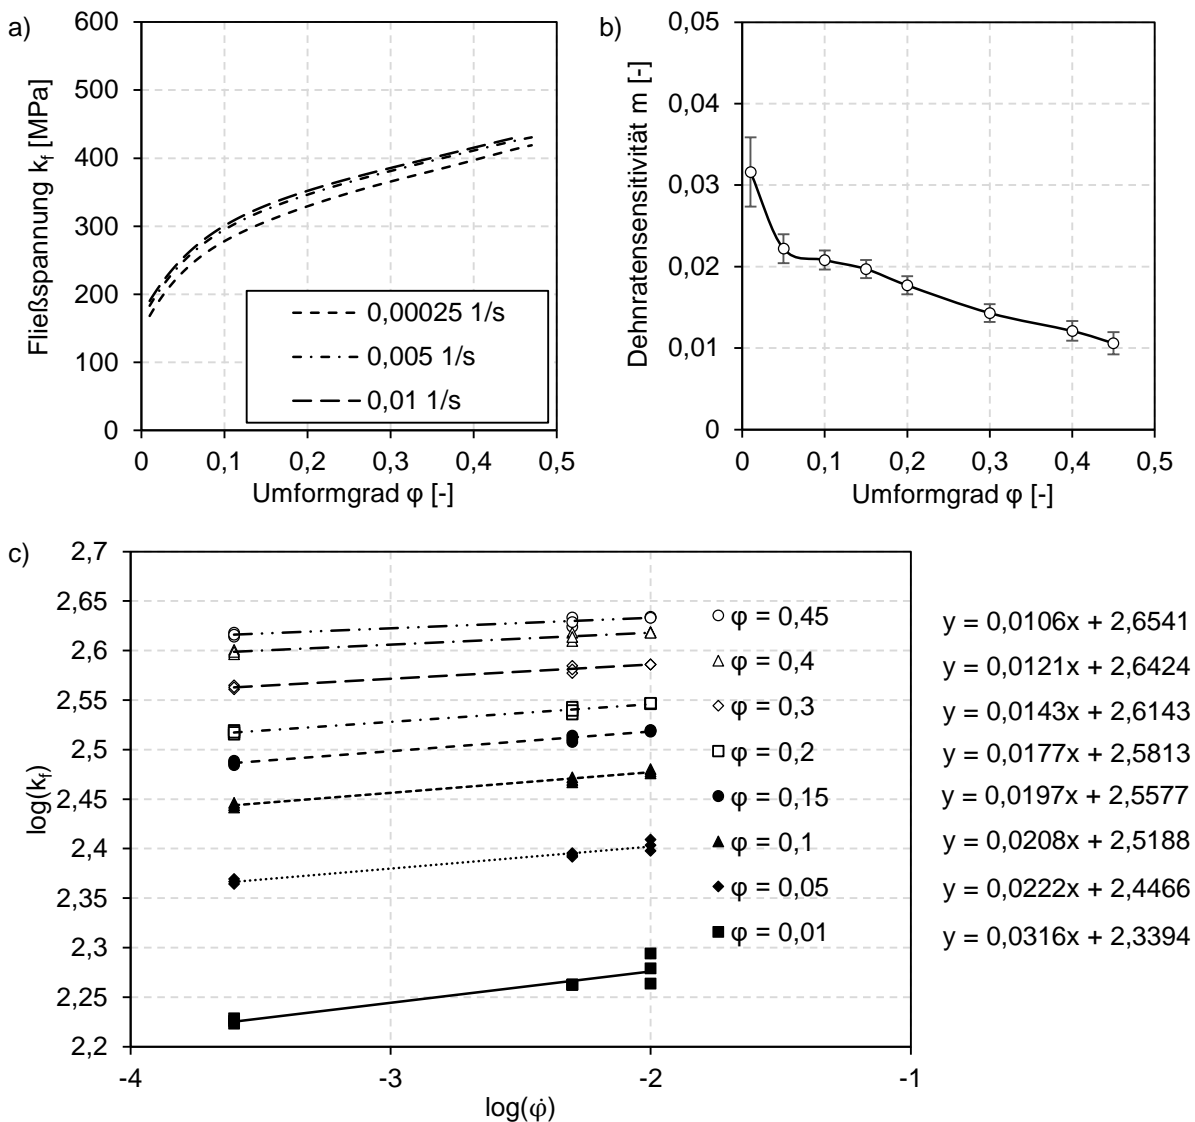 a)
Fließspannung k_f [MPa]
600
500
400
300
200
100
0
0,00025 1/s
0,005 1/s
0,01 1/s
0 0,1 0,2 0,3 0,4 0,5
Umformgrad φ [-]
b)
Dehnratensensitivität m [-]
0,05
0,04
0,03
0,02
0,01
0
0 0,1 0,2 0,3 0,4 0,5
Umformgrad φ [-]
c)
log(k_f)
2,7
2,65
2,6
2,55
2,5
2,45
2,4
2,35
2,3
2,25
2,2
φ = 0,45 y = 0,0106x + 2,6541
φ = 0,4 y = 0,0121x + 2,6424
φ = 0,3 y = 0,0143x + 2,6143
φ = 0,2 y = 0,0177x + 2,5813
φ = 0,15 y = 0,0197x + 2,5577
φ = 0,1 y = 0,0208x + 2,5188
φ = 0,05 y = 0,0222x + 2,4466
φ = 0,01 y = 0,0316x + 2,3394
-4 -3 -2 -1
log(φ̇)